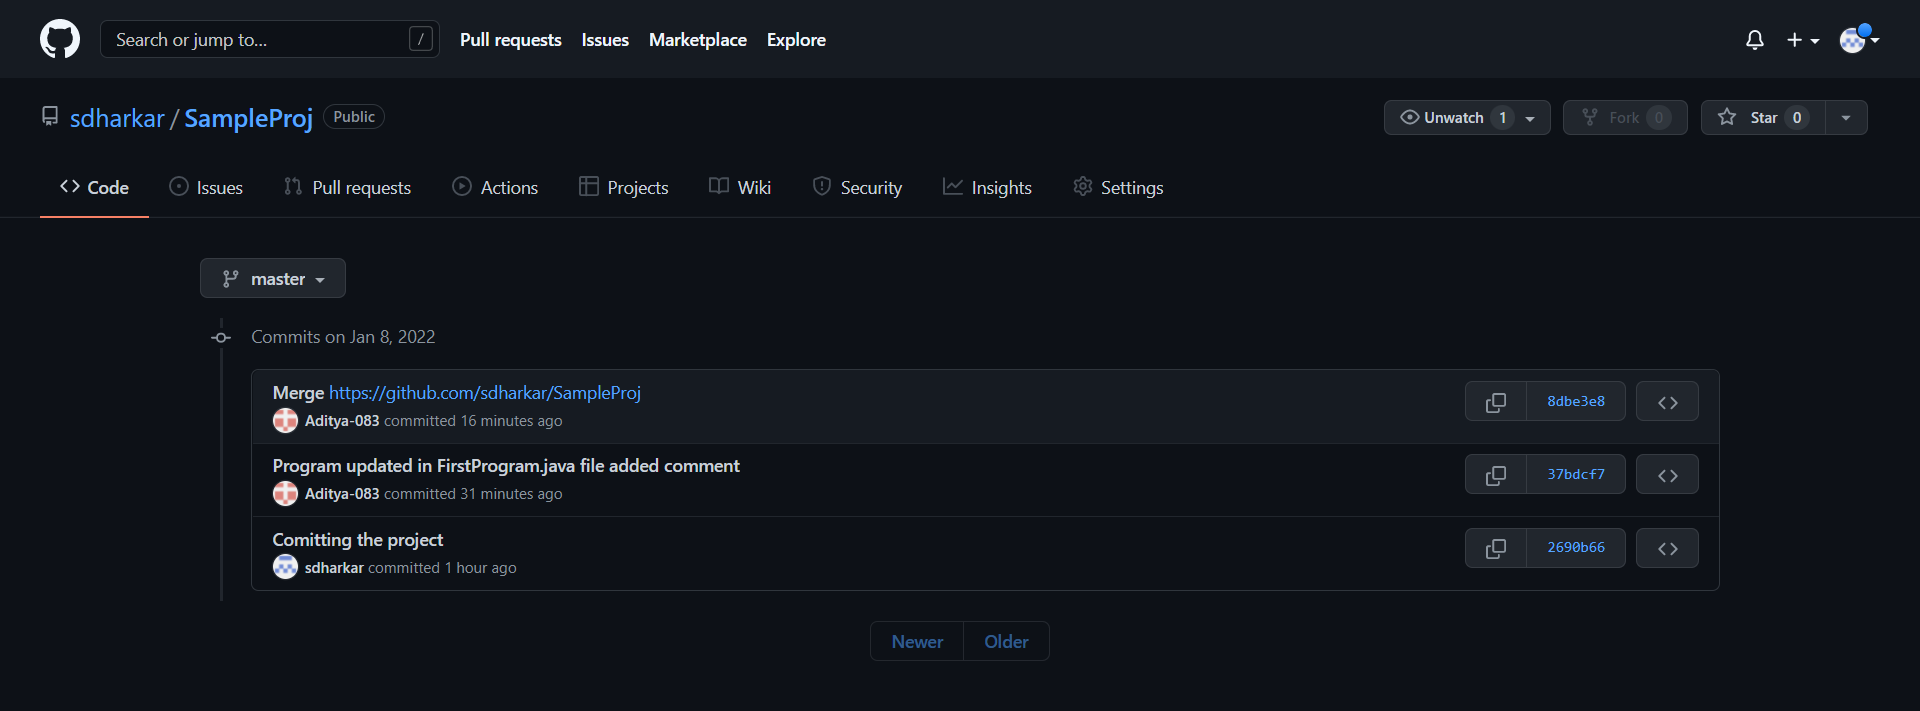 Search or jump to... /
Pull requests Issues Marketplace Explore
sdharkar / SampleProj Public
Unwatch 1 Fork 0 Star 0
Code Issues Pull requests Actions Projects Wiki Security Insights Settings
master
Commits on Jan 8, 2022
Merge https://github.com/sdharkar/SampleProj
Aditya-083 committed 16 minutes ago
8dbe3e8
Program updated in FirstProgram.java file added comment
Aditya-083 committed 31 minutes ago
37bdcf7
Comitting the project
sdharkar committed 1 hour ago
2690b66
Newer Older